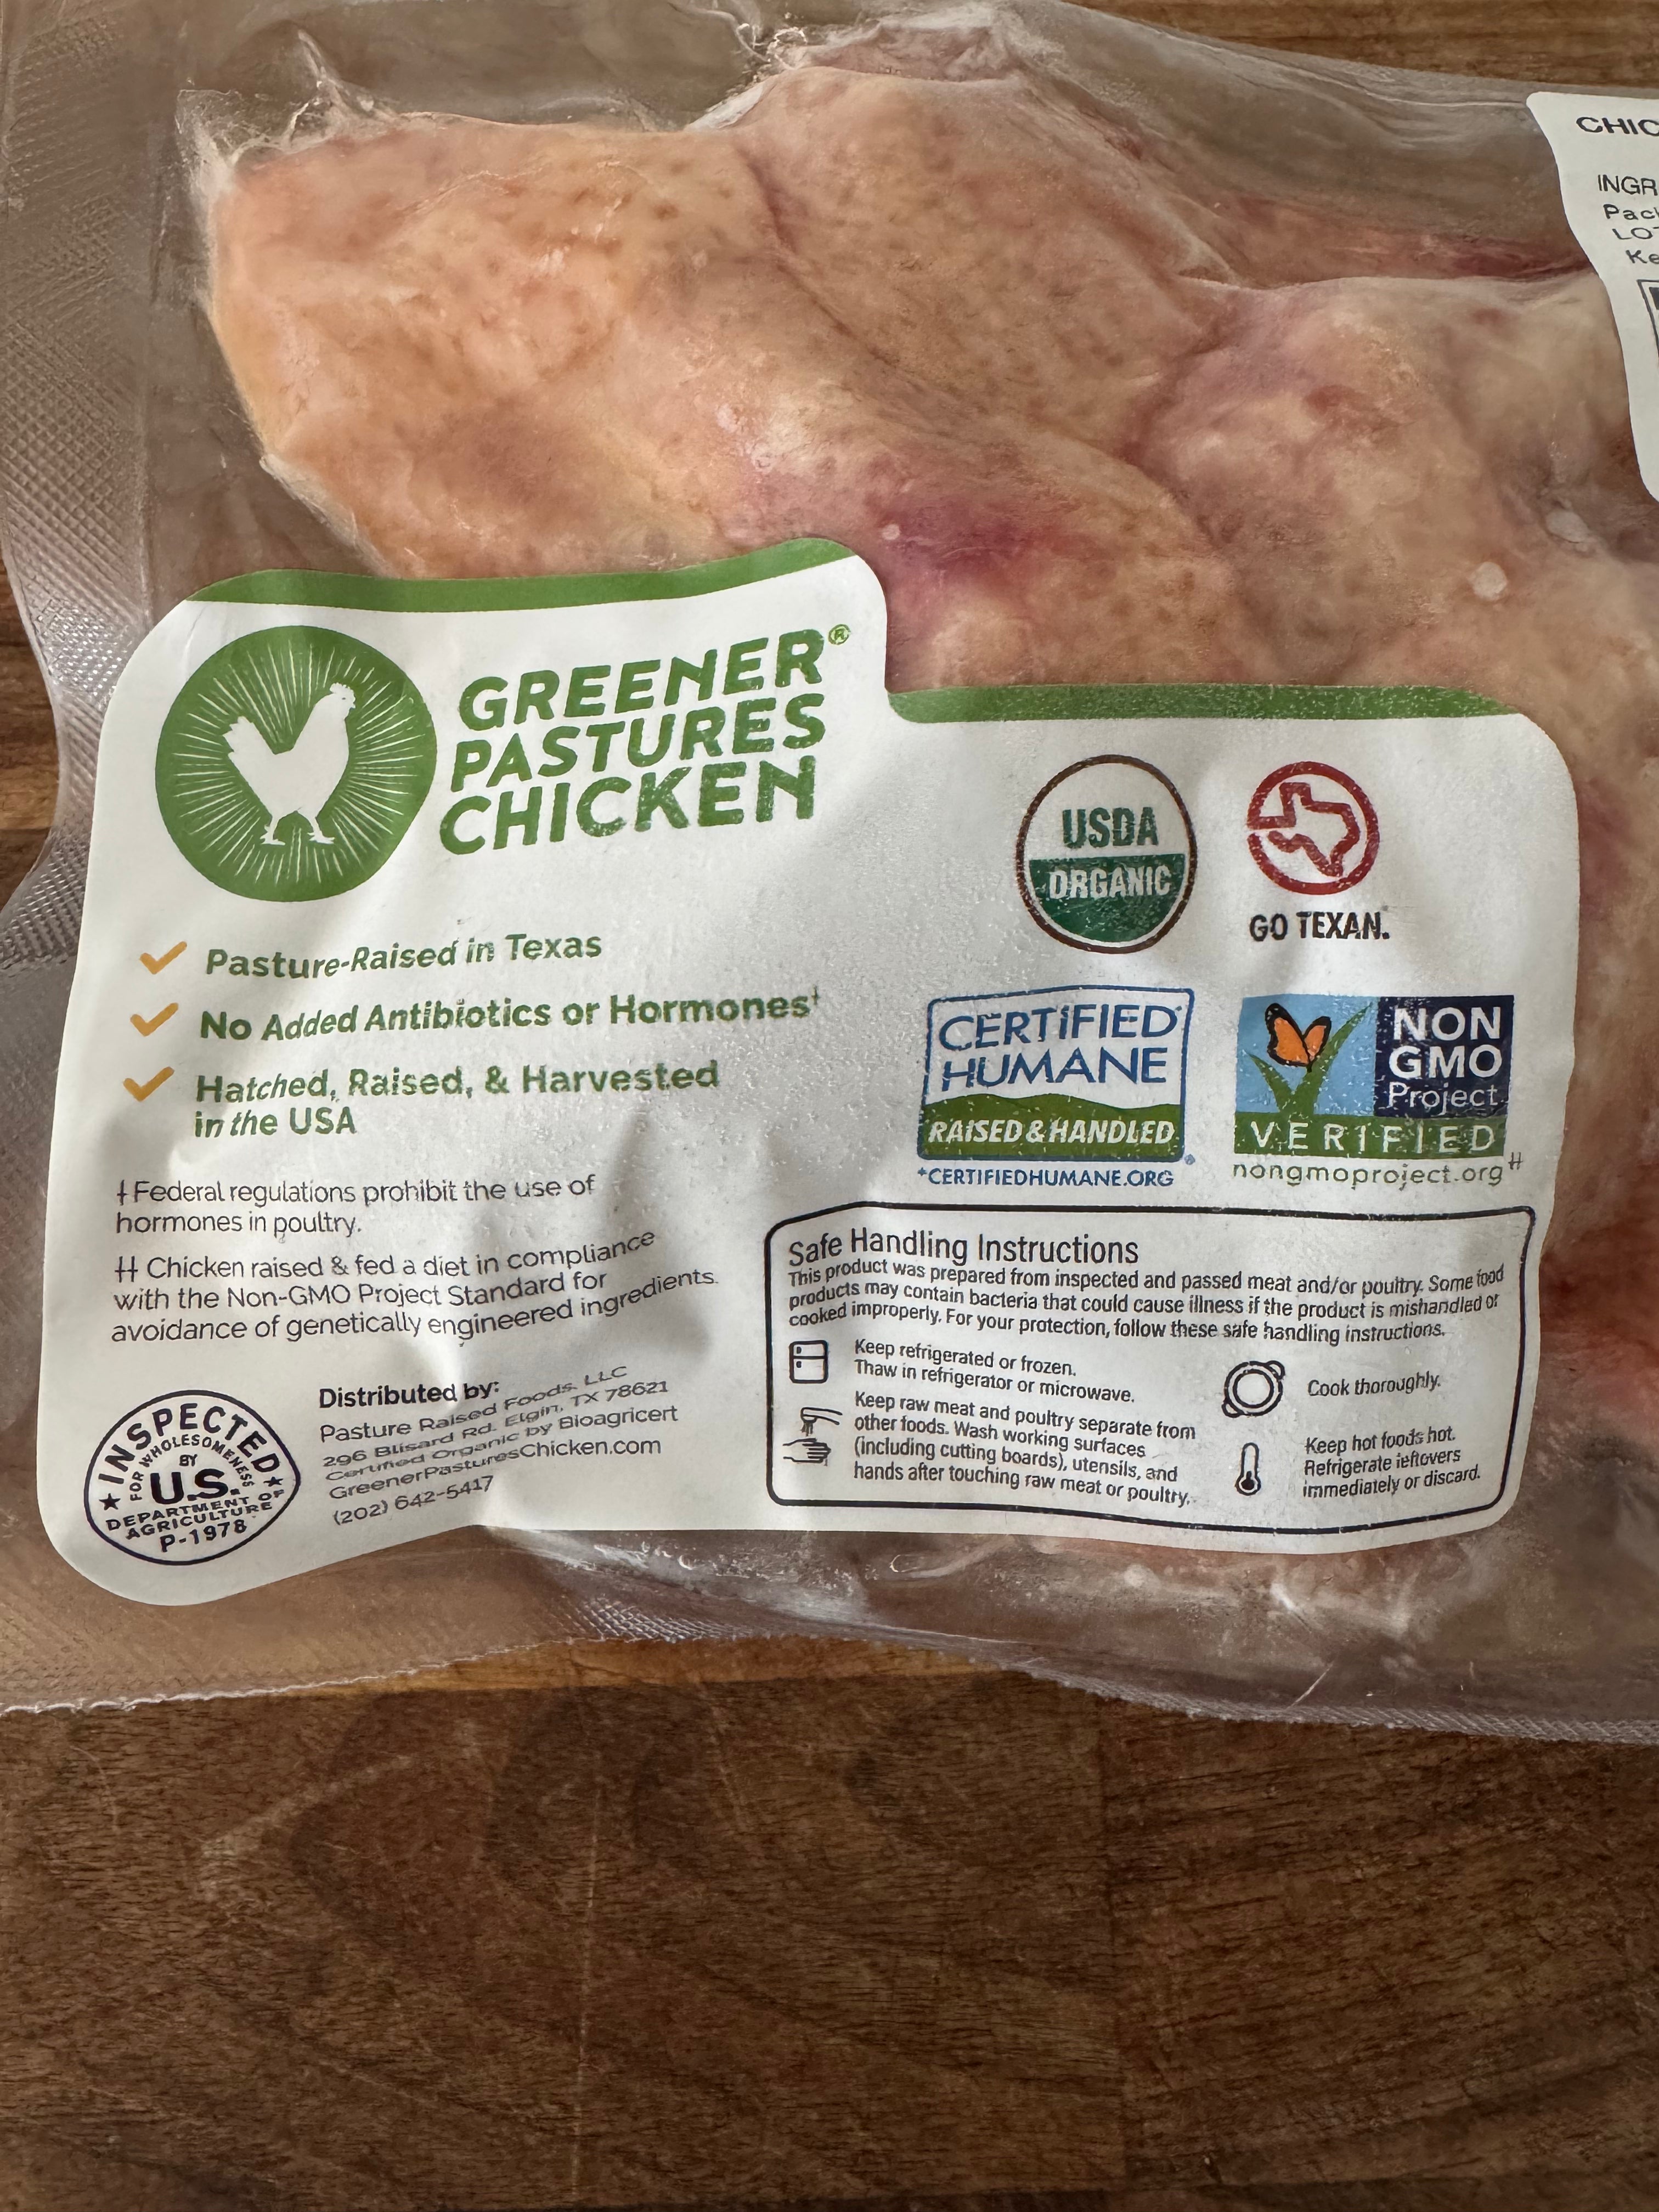 CHIC
INGR
Pack
LOT
Ke
GREENER®
PASTURES
CHICKEN
Pasture-Raised in Texas
No Added Antibiotics or Hormones†
Hatched, Raised, & Harvested
in the USA
USDA
ORGANIC
GO TEXAN.
CERTIFIED
HUMANE
RAISED & HANDLED®
*CERTIFIEDHUMANE.ORG
NON
GMO
Project
VERIFIED
nongmoproject.org††
† Federal regulations prohibit the use of
hormones in poultry.
†† Chicken raised & fed a diet in compliance
with the Non-GMO Project Standard for
avoidance of genetically engineered ingredients.
INSPECTED
FOR WHOLESOMENESS
BY
U.S.
DEPARTMENT OF
AGRICULTURE
P-1978
Distributed by:
Pasture Raised Foods, LLC
296 Blisard Rd. Elgin, TX 78621
Certified Organic by Bioagricert
GreenerPasturesChicken.com
(202) 642-5417
Safe Handling Instructions
This product was prepared from inspected and passed meat and/or poultry. Some food
products may contain bacteria that could cause illness if the product is mishandled or
cooked improperly. For your protection, follow these safe handling instructions.
Keep refrigerated or frozen.
Thaw in refrigerator or microwave.
Keep raw meat and poultry separate from
other foods. Wash working surfaces
(including cutting boards), utensils, and
hands after touching raw meat or poultry.
Cook thoroughly.
Keep hot foods hot.
Refrigerate leftovers
immediately or discard.